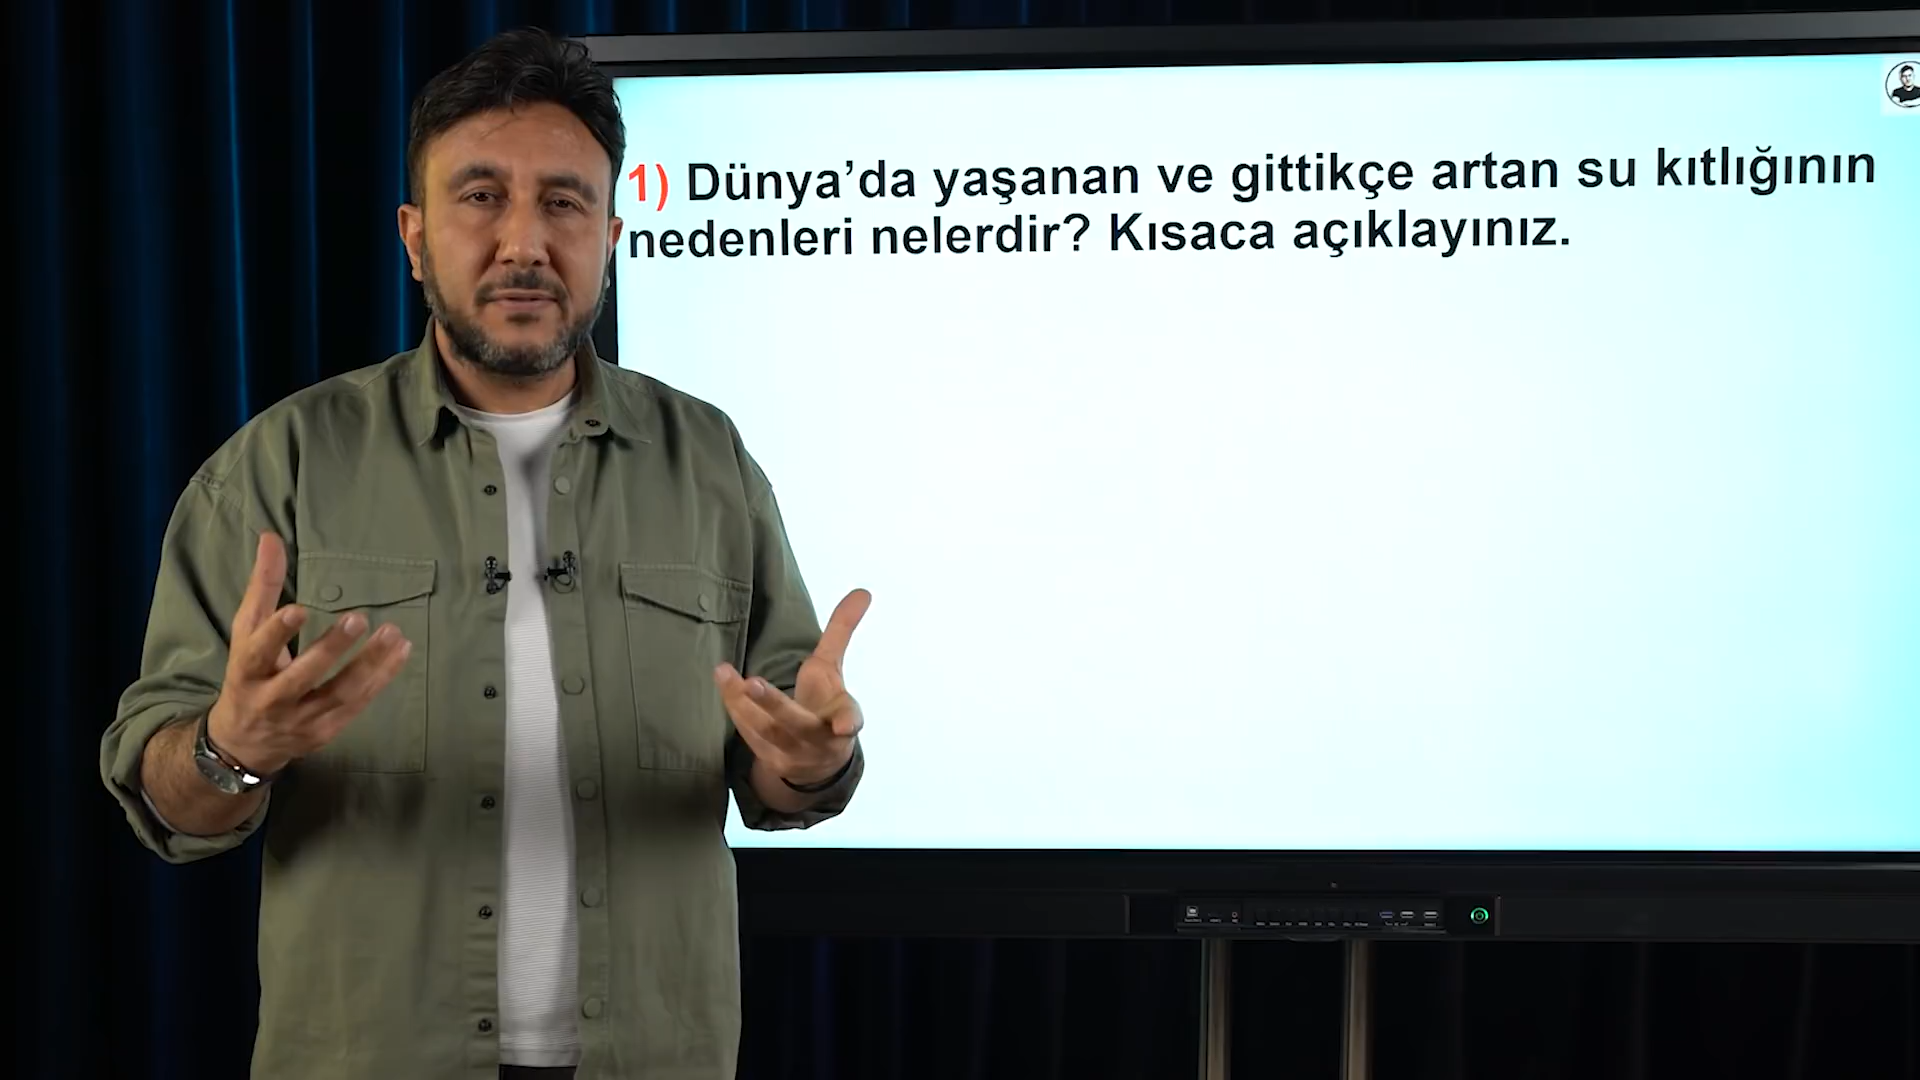 1) Dünya’da yaşanan ve gittikçe artan su kıtlığının
nedenleri nelerdir? Kısaca açıklayınız.